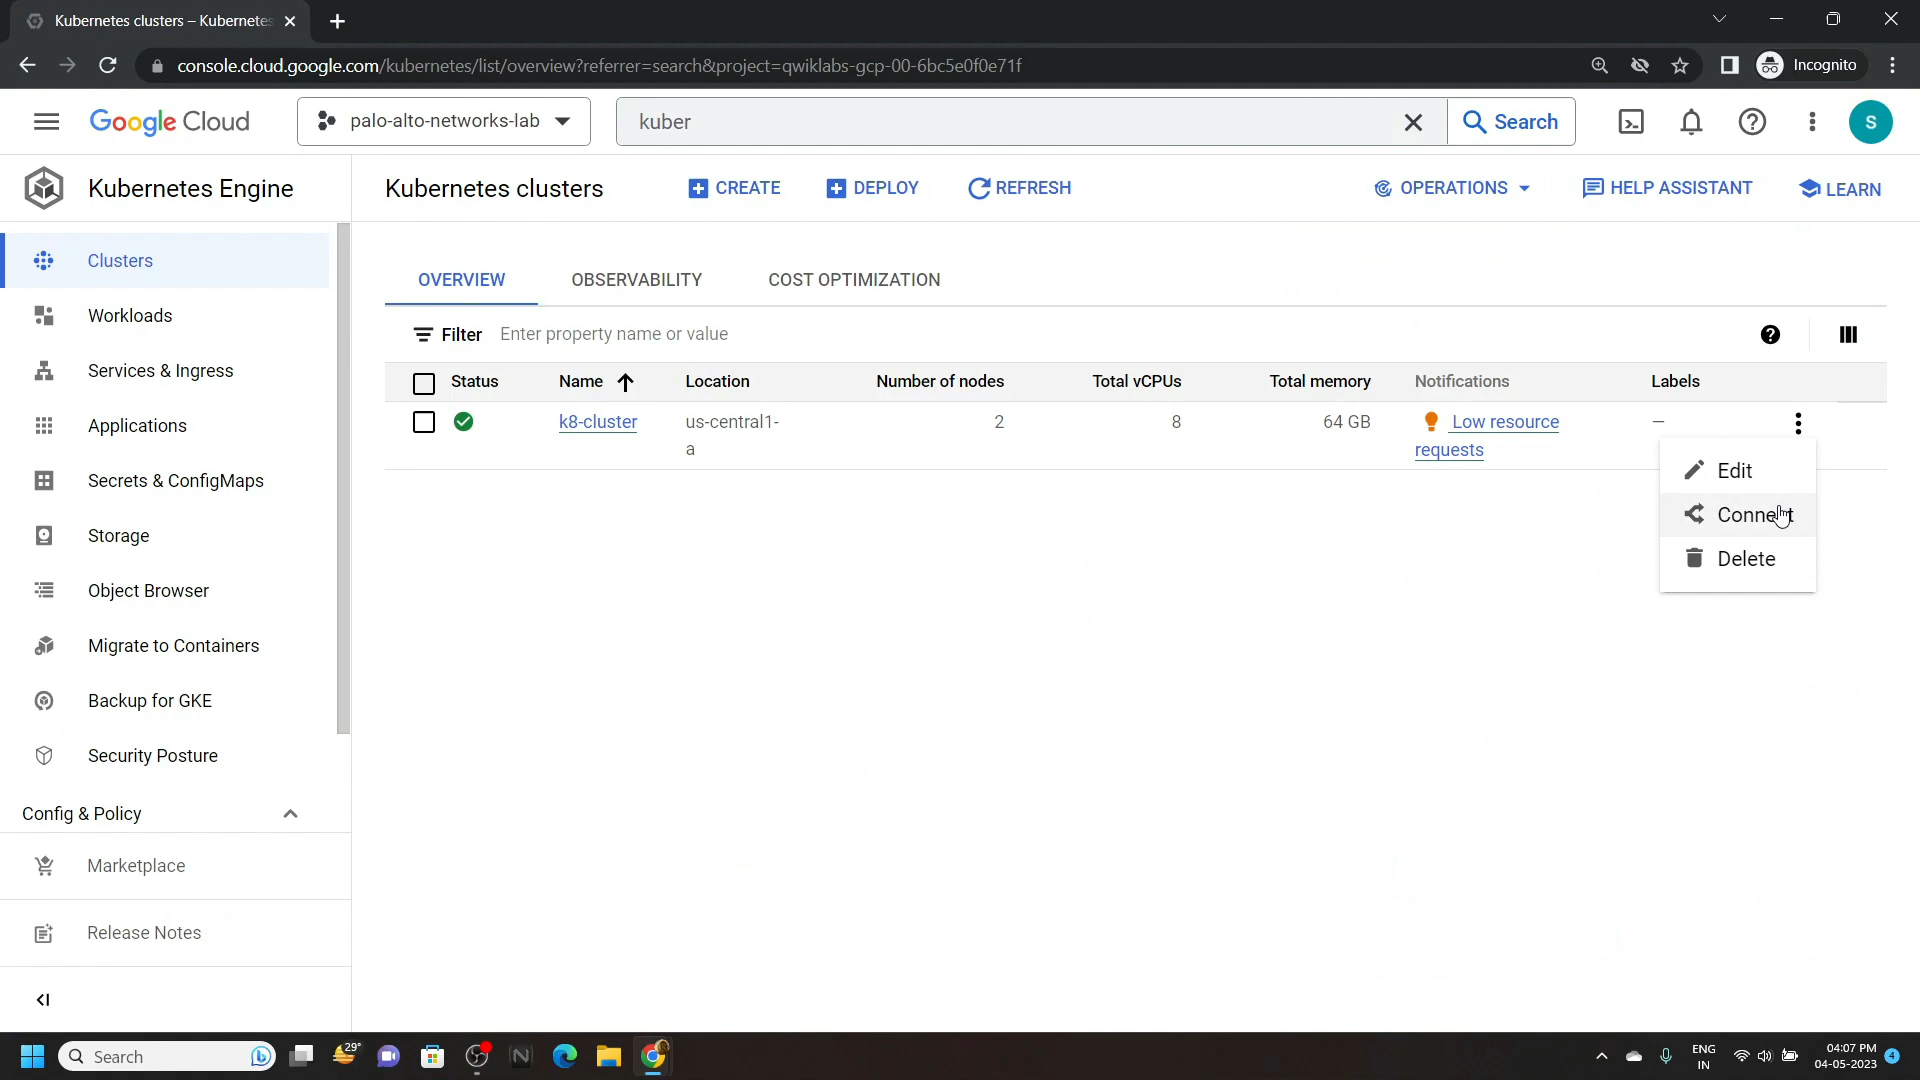 Kubernetes clusters – Kubernetes
console.cloud.google.com/kubernetes/list/overview?referrer=search&project=qwiklabs-gcp-00-6bc5e0f0e71f
Incognito
Google Cloud
palo-alto-networks-lab
kuber
Search
S
Kubernetes Engine
Kubernetes clusters
CREATE
DEPLOY
REFRESH
OPERATIONS
HELP ASSISTANT
LEARN
Clusters
Workloads
Services & Ingress
Applications
Secrets & ConfigMaps
Storage
Object Browser
Migrate to Containers
Backup for GKE
Security Posture
Config & Policy
Marketplace
Release Notes
OVERVIEW
OBSERVABILITY
COST OPTIMIZATION
Filter Enter property name or value
Status Name Location Number of nodes Total vCPUs Total memory Notifications Labels
k8-cluster us-central1- 2 8 64 GB Low resource –
a requests
Edit
Connect
Delete
Search
29°
ENG
IN
04:07 PM
04-05-2023
4